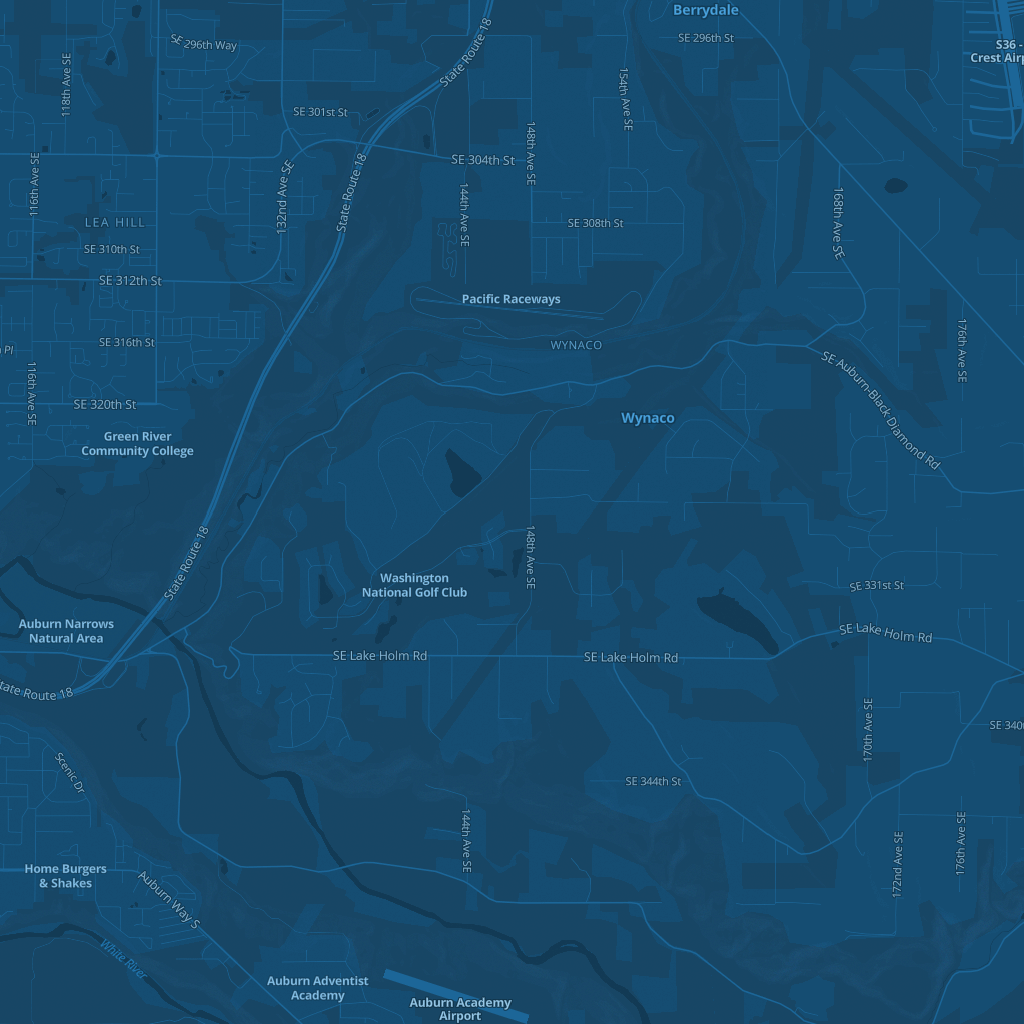 Berrydale
SE 296th Way
State Route 18
SE 296th St
S36 -
Crest Airp
118th Ave SE
154th Ave SE
SE 301st St
148th Ave SE
SE 304th St
116th Ave SE
132nd Ave SE
State Route 18
144th Ave SE
168th Ave SE
LEA HILL
SE 308th St
SE 310th St
SE 312th St
Pacific Raceways
SE 316th St
WYNACO
176th Ave SE
n Pl
116th Ave SE
SE Auburn-Black Diamond Rd
SE 320th St
Wynaco
Green River
Community College
State Route 18
148th Ave SE
Washington
National Golf Club
SE 331st St
Auburn Narrows
Natural Area
SE Lake Holm Rd
SE Lake Holm Rd
SE Lake Holm Rd
tate Route 18
170th Ave SE
SE 340t
Scenic Dr
SE 344th St
144th Ave SE
172nd Ave SE
176th Ave SE
Home Burgers
& Shakes
Auburn Way S
White River
Auburn Adventist
Academy
Auburn Academy
Airport